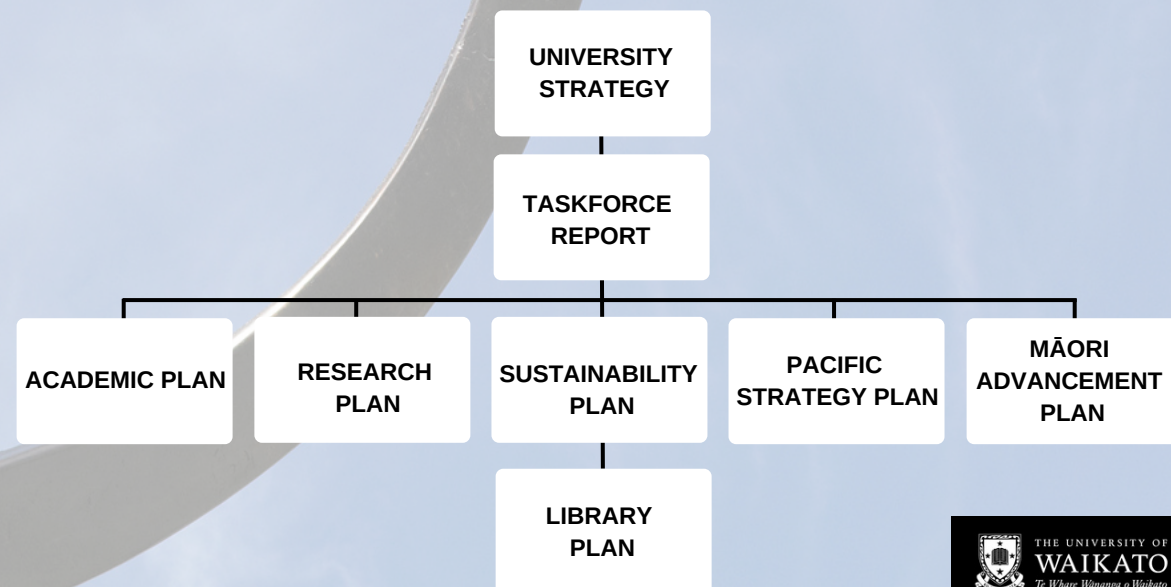 UNIVERSITY
STRATEGY
TASKFORCE
REPORT
ACADEMIC PLAN
RESEARCH
PLAN
SUSTAINABILITY
PLAN
PACIFIC
STRATEGY PLAN
MĀORI
ADVANCEMENT
PLAN
LIBRARY
PLAN
THE UNIVERSITY OF
WAIKATO
Te Whare Wānanga o Waikato